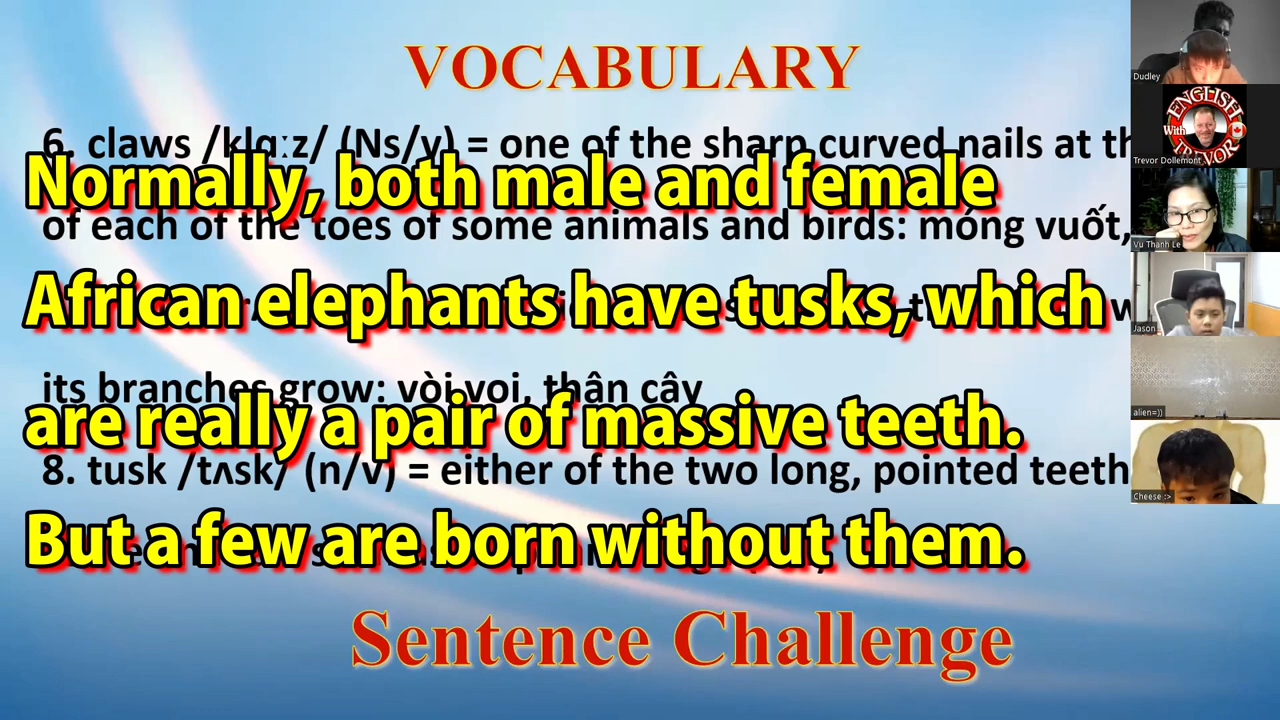 VOCABULARY
6. claws /klɑːz/ (Ns/v) = one of the sharp curved nails at
Normally, both male and female
of each of the toes of some animals and birds: móng vuốt,
African elephants have tusks, which
its branches grow: vòi voi, thân cây
are really a pair of massive teeth.
8. tusk /tʌsk/ (n/v) = either of the two long, pointed teeth
But a few are born without them.
Sentence Challenge
Dudley
ENGLISH
With
TREVOR
Trevor Dollemont
Vu Thanh Le
Jason
alien=))
Cheese :>